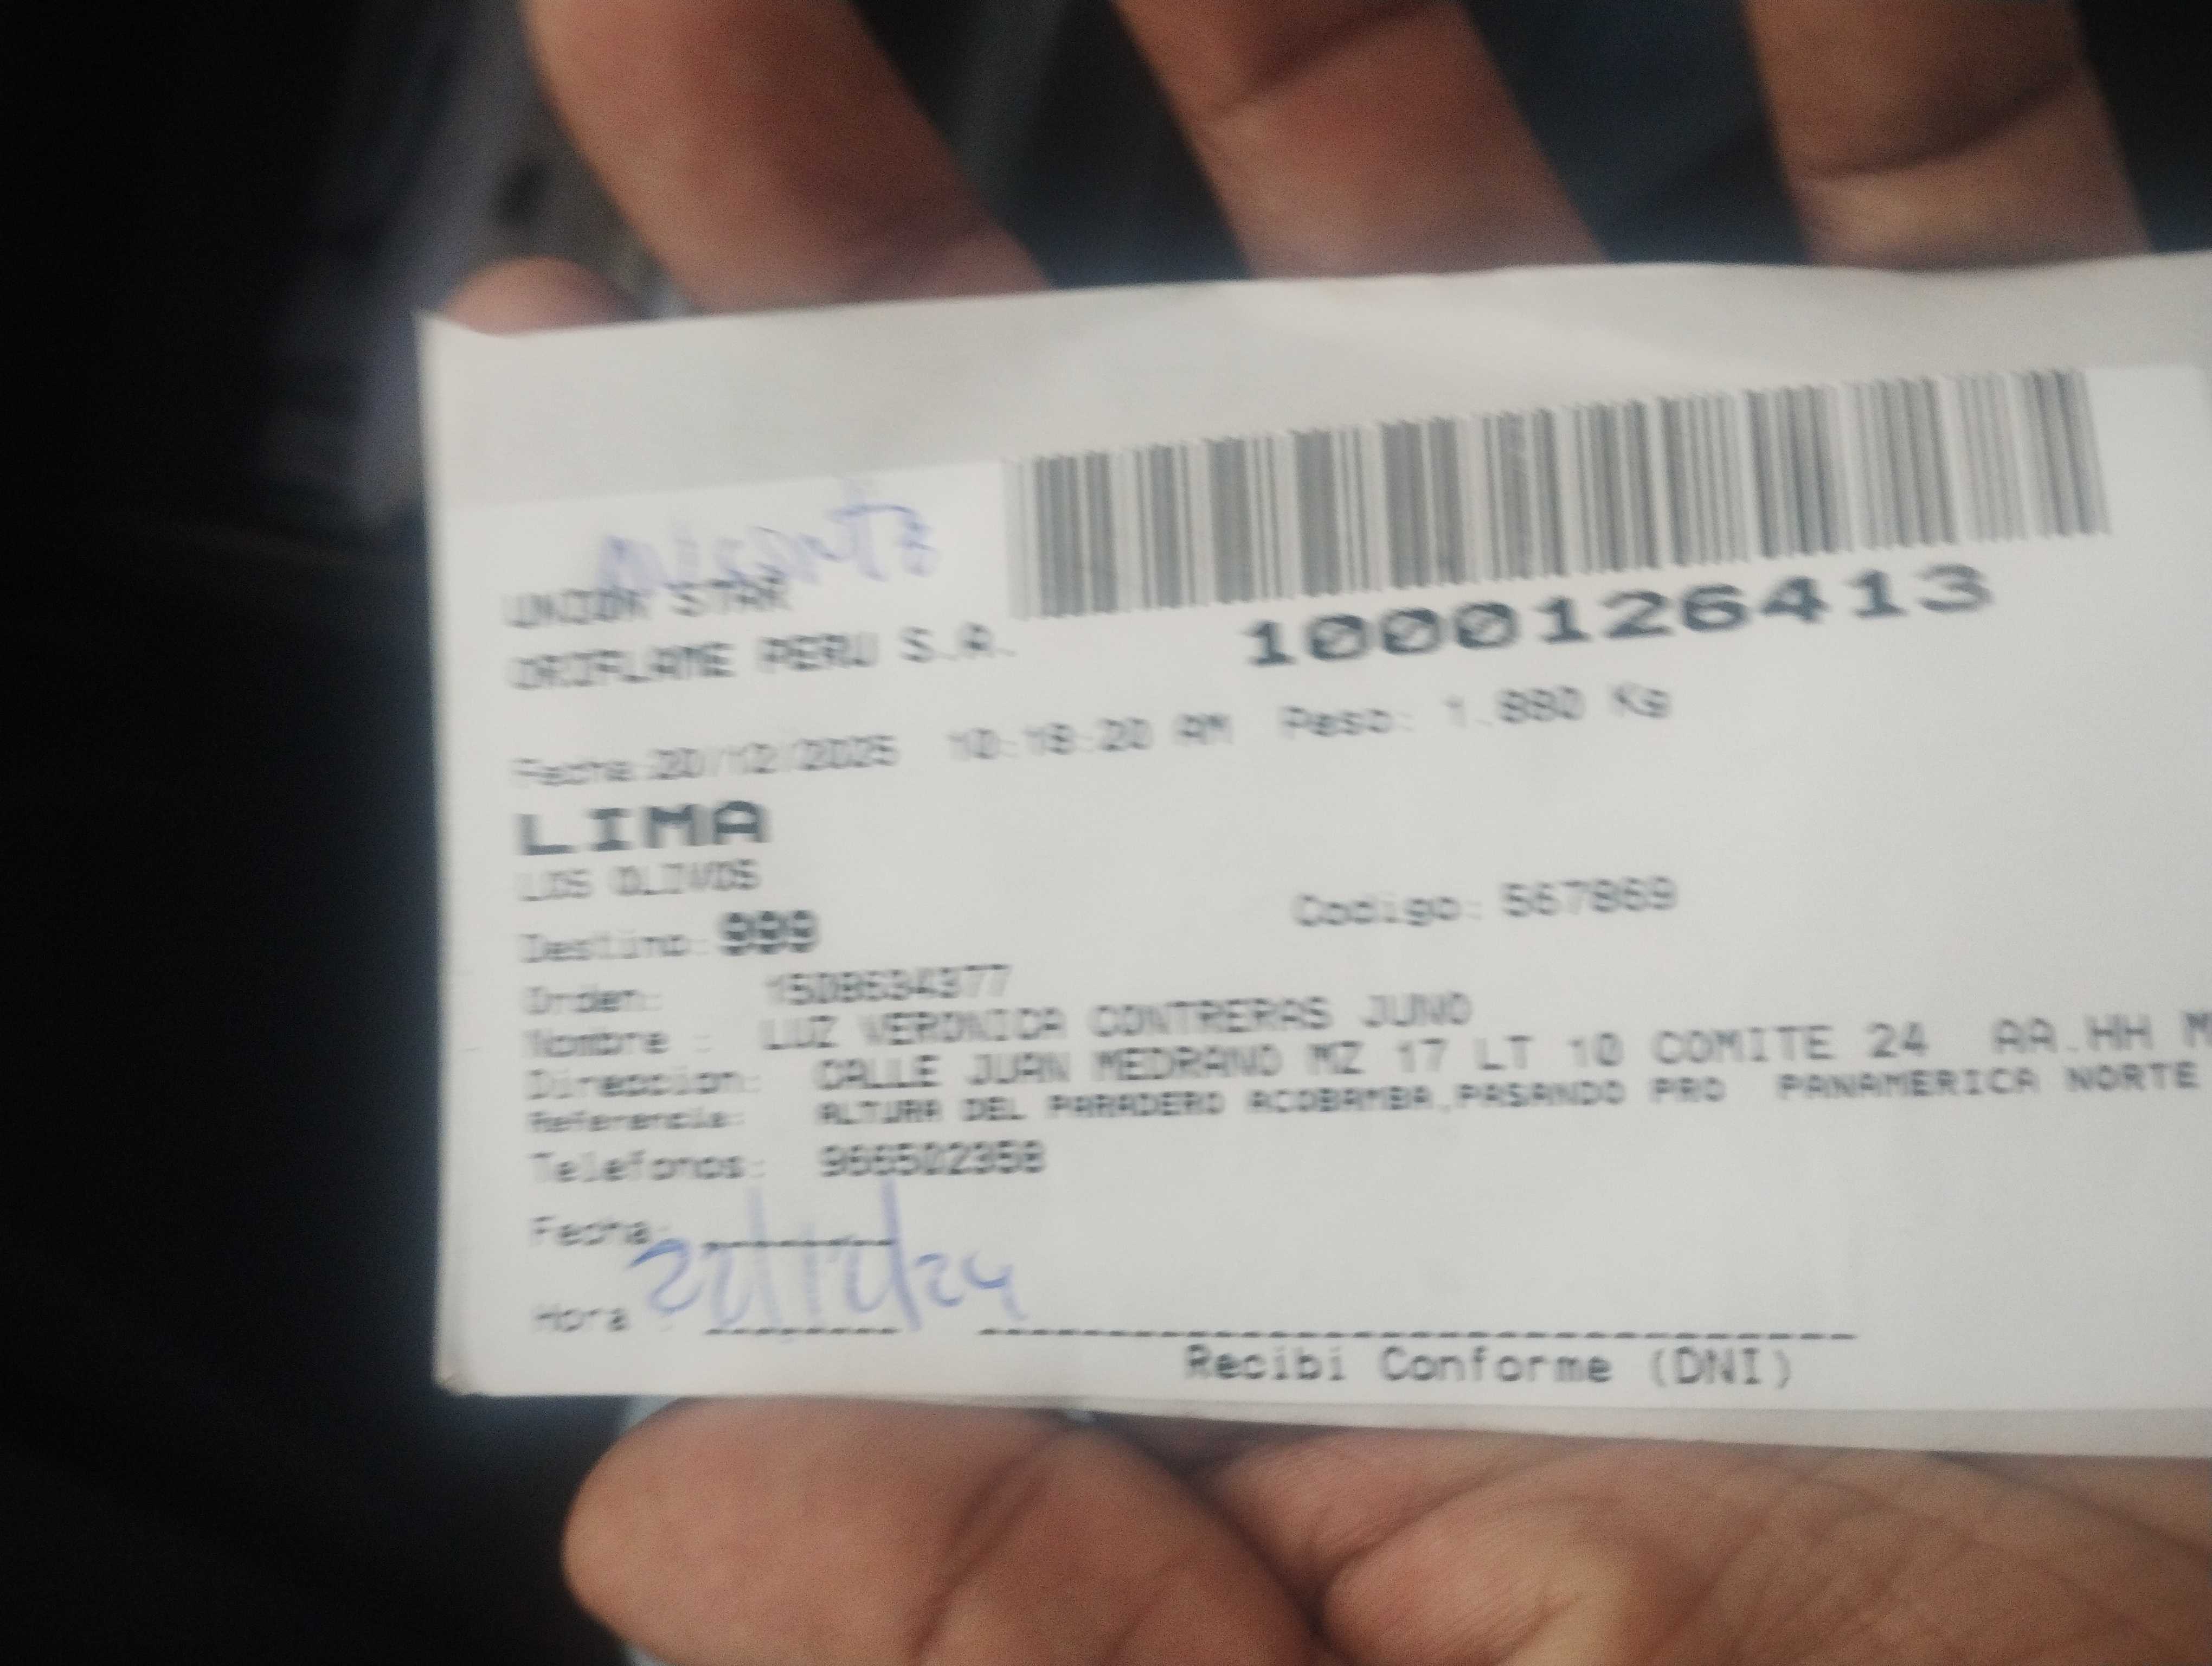 UNION STAR
ORIFLAME PERU S.A.
1000126413
Fecha:20/12/2025 10:18:20 AM Peso: 1.880 Kg
LIMA
LOS OLIVOS
Destino: 999 Codigo: 567869
Orden: 1508634377
Nombre : LUZ VERONICA CONTRERAS JUNO
Direccion: CALLE JUAN MEDRANO MZ 17 LT 10 COMITE 24 AA.HH M
Referencia: ALTURA DEL PARADERO ACOBAMBA,PASANDO PRO PANAMERICA NORTE
Telefonos: 966502358
Fecha:
22/12/24
Hora :
Recibi Conforme (DNI)